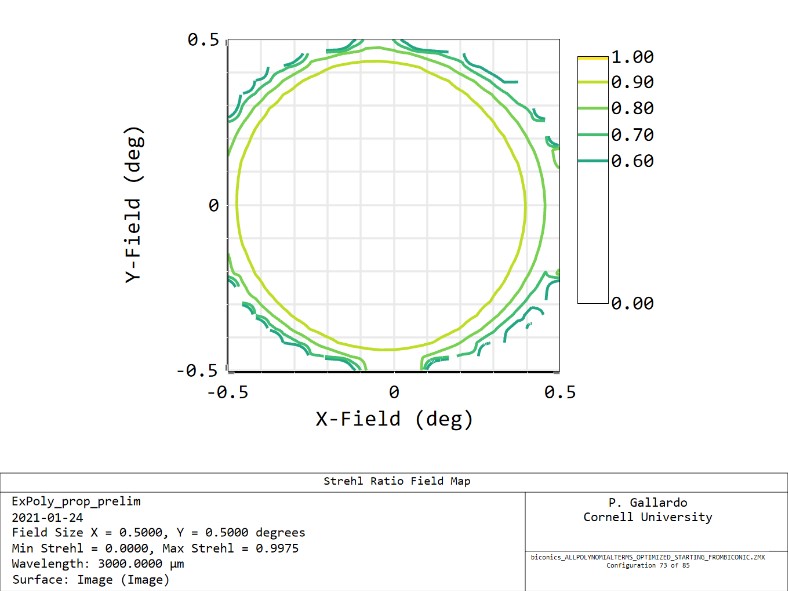 0.5
0
-0.5
Y-Field (deg)
-0.5 0 0.5
X-Field (deg)
1.00
0.90
0.80
0.70
0.60
0.00
Strehl Ratio Field Map
ExPoly_prop_prelim
2021-01-24
Field Size X = 0.5000, Y = 0.5000 degrees
Min Strehl = 0.0000, Max Strehl = 0.9975
Wavelength: 3000.0000 µm
Surface: Image (Image)
P. Gallardo
Cornell University
biconics_ALLPOLYNOMIALTERMS_OPTIMIZED_STARTING_FROMBICONIC.ZMX
Configuration 73 of 85